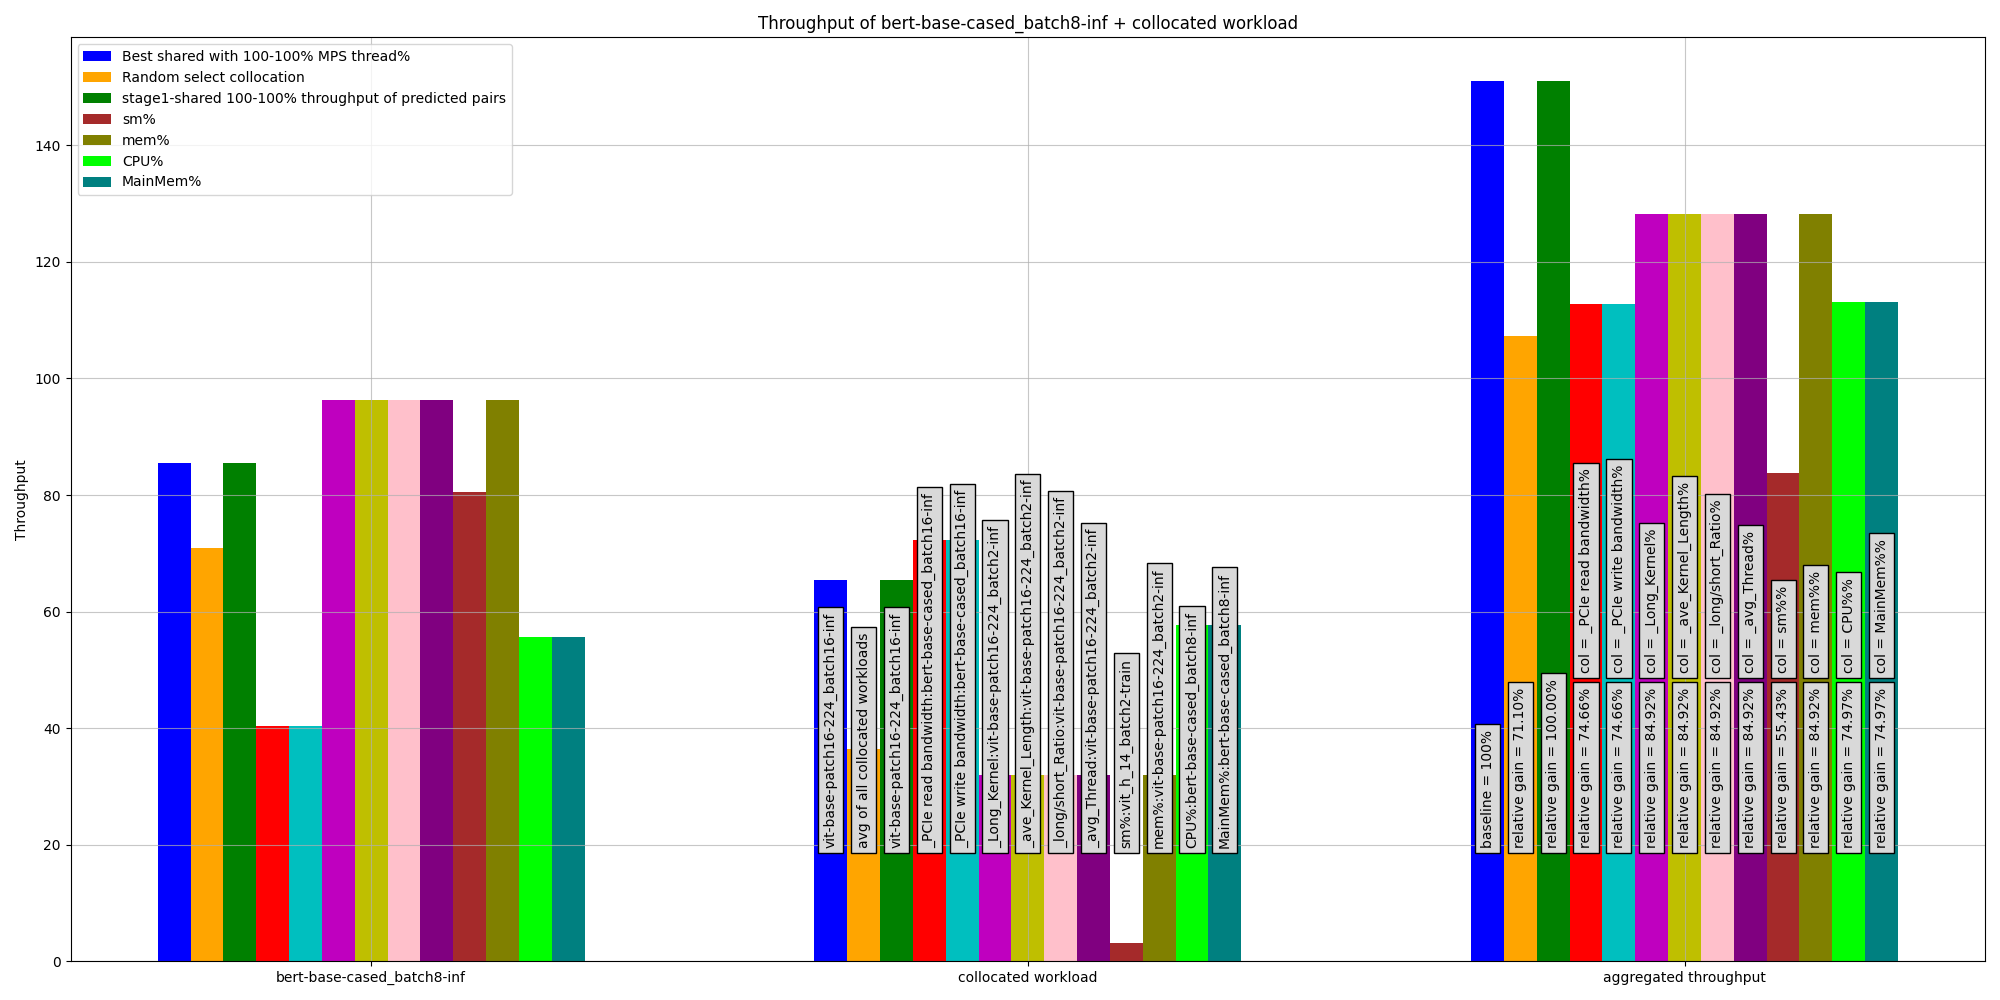 Throughput of bert-base-cased_batch8-inf + collocated workload
Best shared with 100-100% MPS thread%
Random select collocation
stage1-shared 100-100% throughput of predicted pairs
sm%
mem%
CPU%
MainMem%
Throughput
140
120
100
80
60
40
20
0
vit-base-patch16-224_batch16-inf
avg of all collocated workloads
vit-base-patch16-224_batch16-inf
_PCIe read bandwidth:bert-base-cased_batch16-inf
_PCIe write bandwidth:bert-base-cased_batch16-inf
_Long_Kernel:vit-base-patch16-224_batch2-inf
_ave_Kernel_Length:vit-base-patch16-224_batch2-inf
_long/short_Ratio:vit-base-patch16-224_batch2-inf
_avg_Thread:vit-base-patch16-224_batch2-inf
sm%:vit_h_14_batch2-train
mem%:vit-base-patch16-224_batch2-inf
CPU%:bert-base-cased_batch8-inf
MainMem%:bert-base-cased_batch8-inf
baseline = 100%
relative gain = 71.10%
relative gain = 100.00%
relative gain = 74.66%
col = _PCIe read bandwidth%
relative gain = 74.66%
col = _PCIe write bandwidth%
relative gain = 84.92%
col = _Long_Kernel%
relative gain = 84.92%
col = _ave_Kernel_Length%
relative gain = 84.92%
col = _long/short_Ratio%
relative gain = 84.92%
col = _avg_Thread%
relative gain = 55.43%
col = sm%%
relative gain = 84.92%
col = mem%%
relative gain = 74.97%
col = CPU%%
relative gain = 74.97%
col = MainMem%%
bert-base-cased_batch8-inf
collocated workload
aggregated throughput